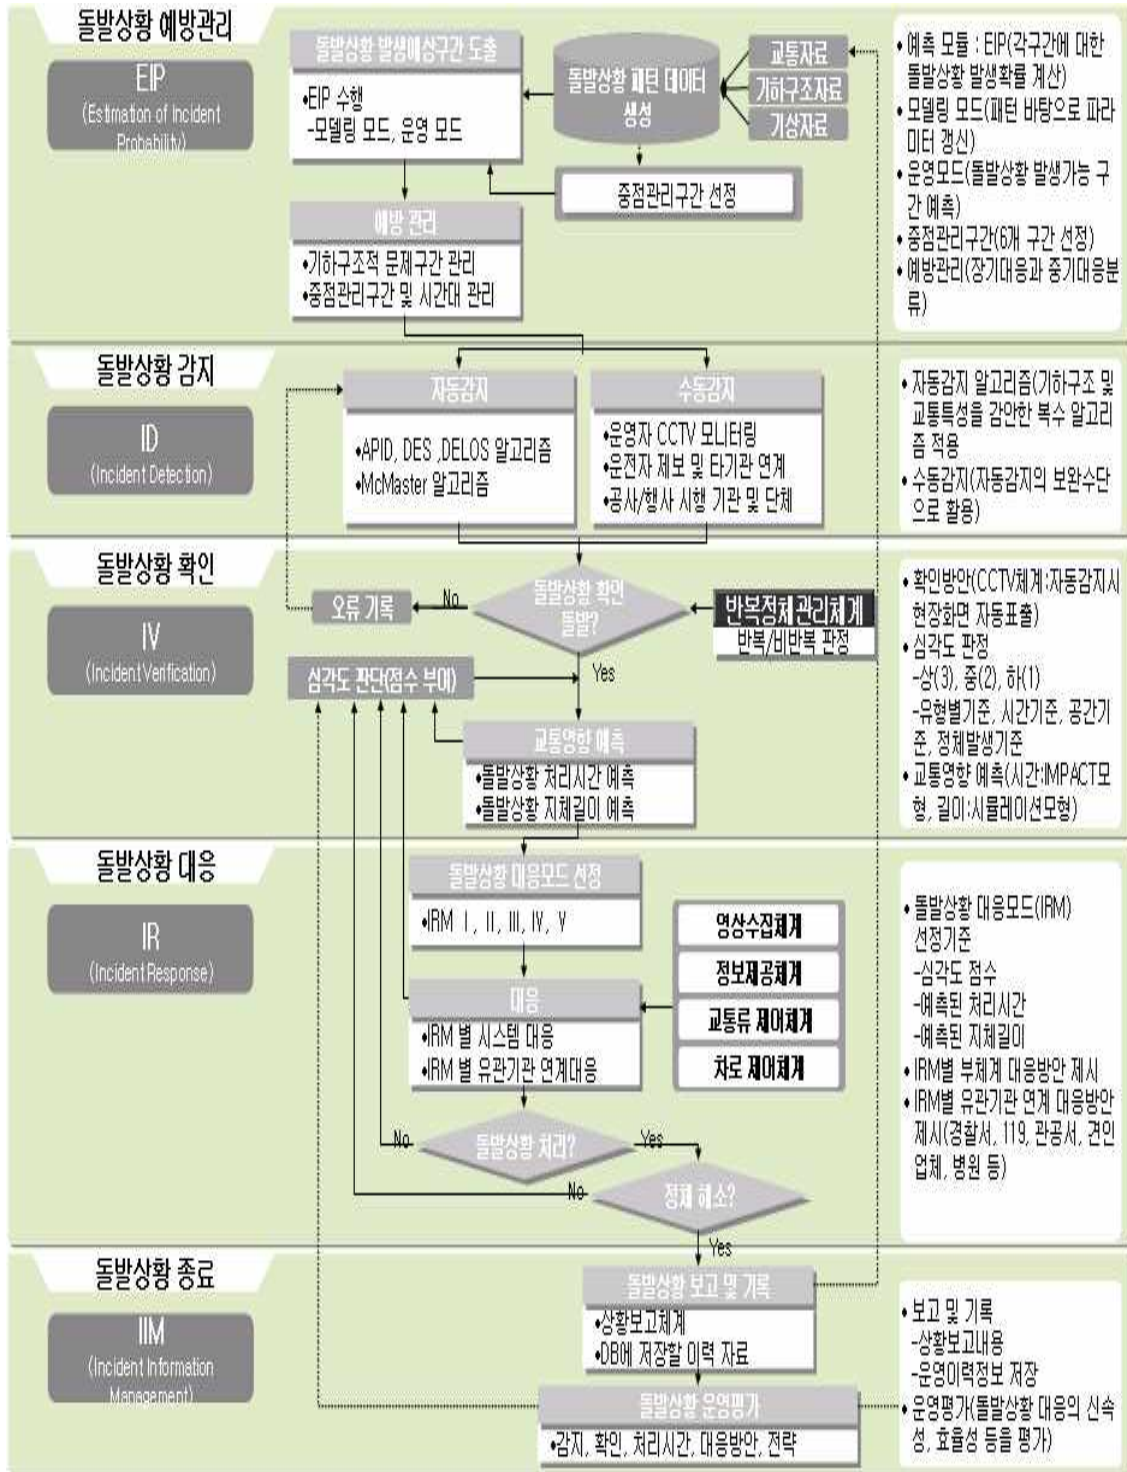 돌발상황 예방관리
EIP
(Estimation of Incident
Probability)
돌발상황 발생예상구간 도출
•EIP 수행
-모델링 모드, 운영 모드
돌발상황 패턴 데이터
생성
교통자료
기하구조자료
기상자료
중점관리구간 선정
예방 관리
•기하구조적 문제구간 관리
•중점관리구간 및 시간대 관리
• 예측 모듈 : EIP(각구간에 대한
돌발상황 발생확률 계산)
• 모델링 모드(패턴 바탕으로 파라
미터 갱신)
• 운영모드(돌발상황 발생가능 구
간 예측)
• 중점관리구간(6개 구간 선정)
• 예방관리(장기대응과 중기대응분
류)
돌발상황 감지
ID
(Incident Detection)
자동감지
•APID, DES ,DELOS 알고리즘
•McMaster 알고리즘
수동감지
•운영자 CCTV 모니터링
•운전자 제보 및 타기관 연계
•공사/행사 시행 기관 및 단체
• 자동감지 알고리즘(기하구조 및
교통특성을 감안한 복수 알고리
즘 적용
• 수동감지(자동감지의 보완수단
으로 활용)
돌발상황 확인
IV
(Incident Verification)
오류 기록
No
돌발상황 확인
돌발?
반복정체 관리체계
반복/비반복 판정
Yes
심각도 판단(점수 부여)
교통영향 예측
•돌발상황 처리시간 예측
•돌발상황 지체길이 예측
• 확인방안(CCTV체계:자동감지시
현장화면 자동표출)
• 심각도 판정
-상(3), 중(2), 하(1)
-유형별기준, 시간기준, 공간기
준, 정체발생기준
• 교통영향 예측(시간:IMPACT모
형, 길이:시뮬레이션모형)
돌발상황 대응
IR
(Incident Response)
돌발상황 대응모드 선정
•IRM Ⅰ, Ⅱ, Ⅲ, Ⅳ, Ⅴ
대응
•IRM 별 시스템 대응
•IRM 별 유관기관 연계대응
영상수집체계
정보제공체계
교통류 제어체계
차로 제어체계
No
돌발상황 처리?
Yes
No
정체 해소?
Yes
• 돌발상황 대응모드(IRM)
선정기준
-심각도 점수
-예측된 처리시간
-예측된 지체길이
• IRM별 부체계 대응방안 제시
• IRM별 유관기관 연계 대응방안
제시(경찰서, 119, 관공서, 견인
업체, 병원 등)
돌발상황 종료
IIM
(Incident Information
Management)
돌발상황 보고 및 기록
•상황보고체계
•DB에 저장할 이력 자료
돌발상황 운영평가
•감지, 확인, 처리시간, 대응방안, 전략
• 보고 및 기록
-상황보고내용
-운영이력정보 저장
• 운영평가(돌발상황 대응의 신속
성, 효율성 등을 평가)